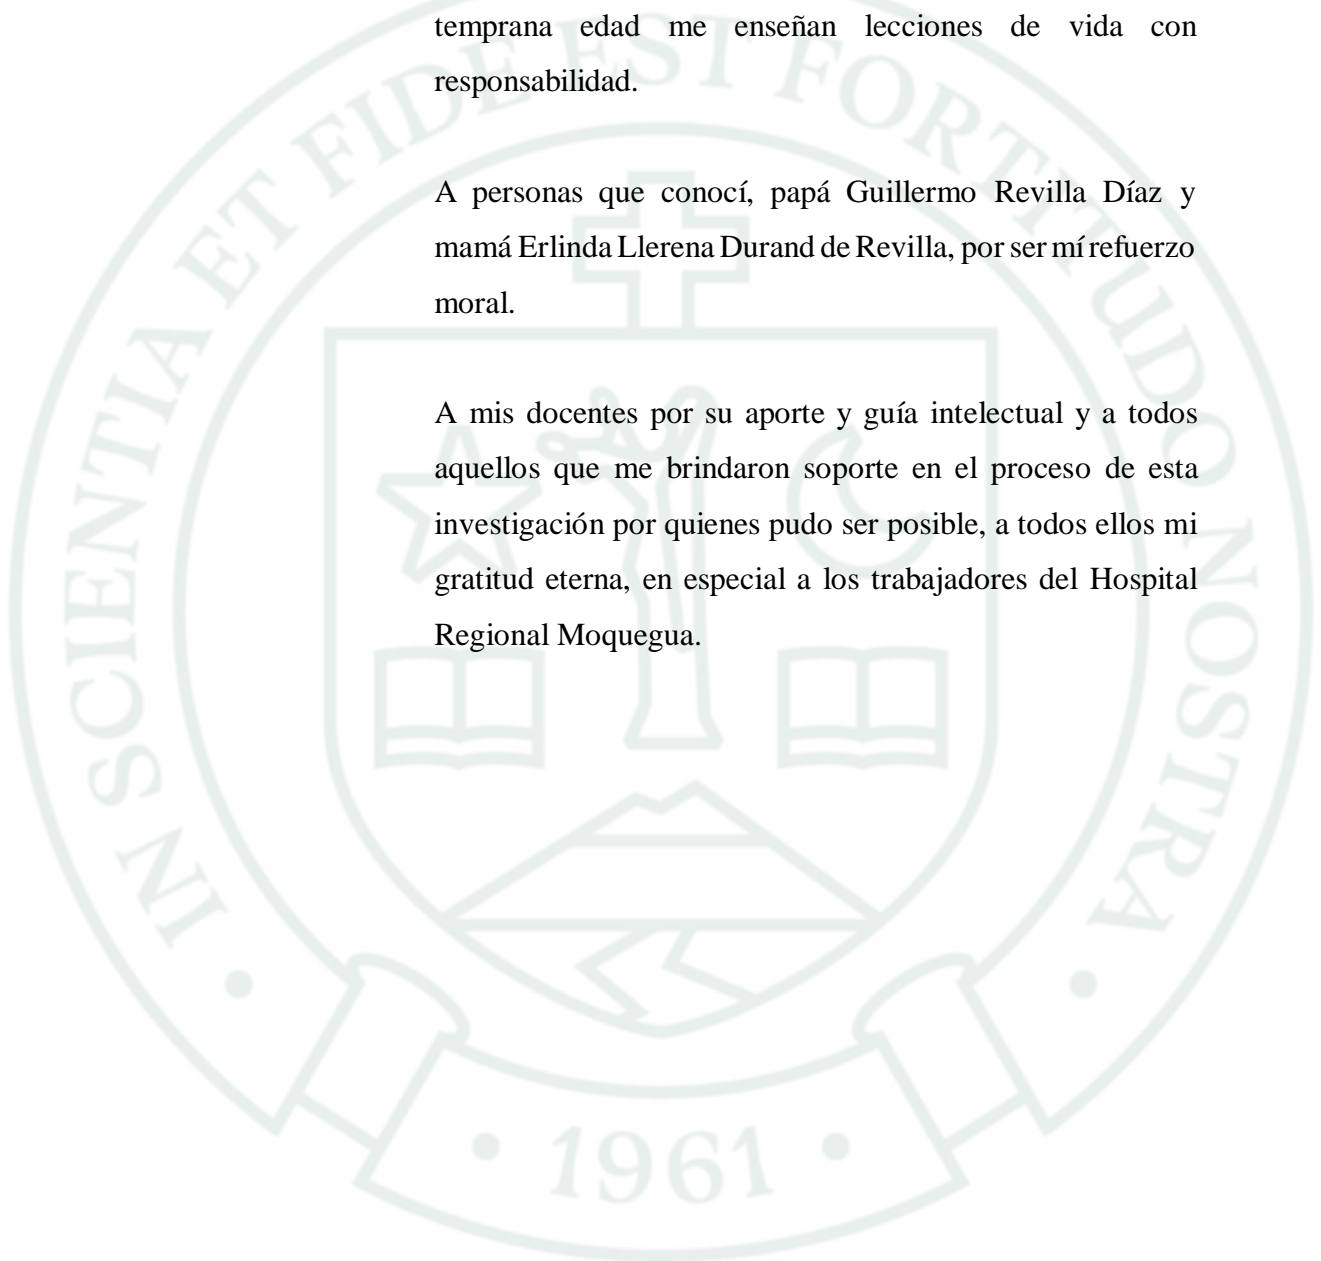 temprana edad me enseñan lecciones de vida con
responsabilidad.
A personas que conocí, papá Guillermo Revilla Díaz y
mamá Erlinda Llerena Durand de Revilla, por ser mí refuerzo
moral.
A mis docentes por su aporte y guía intelectual y a todos
aquellos que me brindaron soporte en el proceso de esta
investigación por quienes pudo ser posible, a todos ellos mi
gratitud eterna, en especial a los trabajadores del Hospital
Regional Moquegua.
IN SCIENTIA ET FIDE EST FORTITUDO NOSTRA
• 1961 •